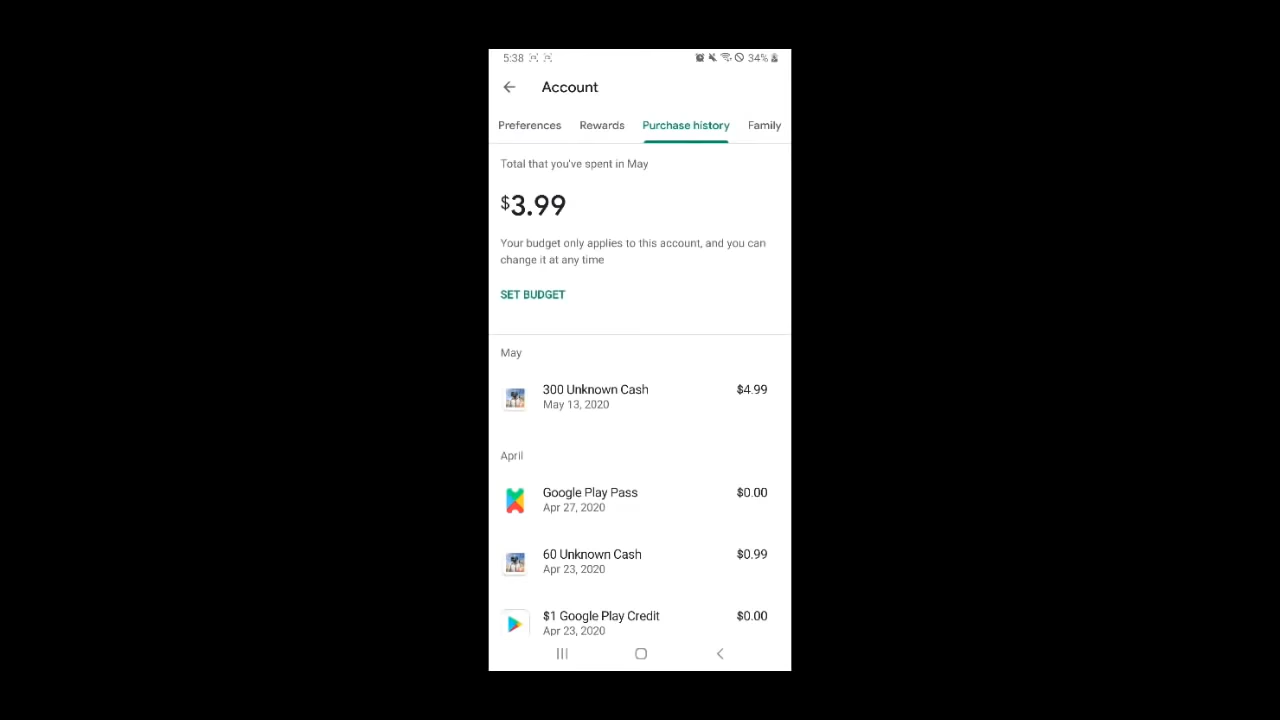 5:38 34%
Account
Preferences Rewards Purchase history Family
Total that you've spent in May
$3.99
Your budget only applies to this account, and you can
change it at any time
SET BUDGET
May
300 Unknown Cash $4.99
May 13, 2020
April
Google Play Pass $0.00
Apr 27, 2020
60 Unknown Cash $0.99
Apr 23, 2020
$1 Google Play Credit $0.00
Apr 23, 2020